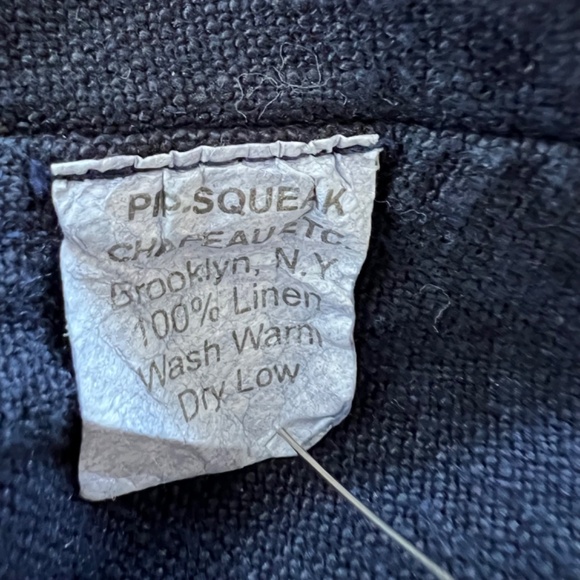 PIP-SQUEAK
CHAPEAU ETC.
Brooklyn, N.Y.
100% Linen
Wash Warm
Dry Low